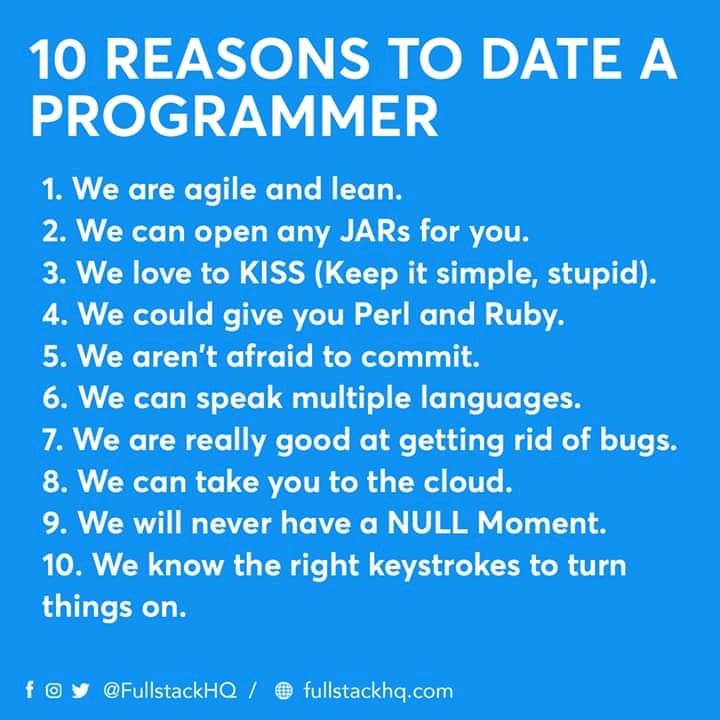 10 REASONS TO DATE A
PROGRAMMER
1. We are agile and lean.
2. We can open any JARs for you.
3. We love to KISS (Keep it simple, stupid).
4. We could give you Perl and Ruby.
5. We aren't afraid to commit.
6. We can speak multiple languages.
7. We are really good at getting rid of bugs.
8. We can take you to the cloud.
9. We will never have a NULL Moment.
10. We know the right keystrokes to turn
things on.
@FullstackHQ / fullstackhq.com